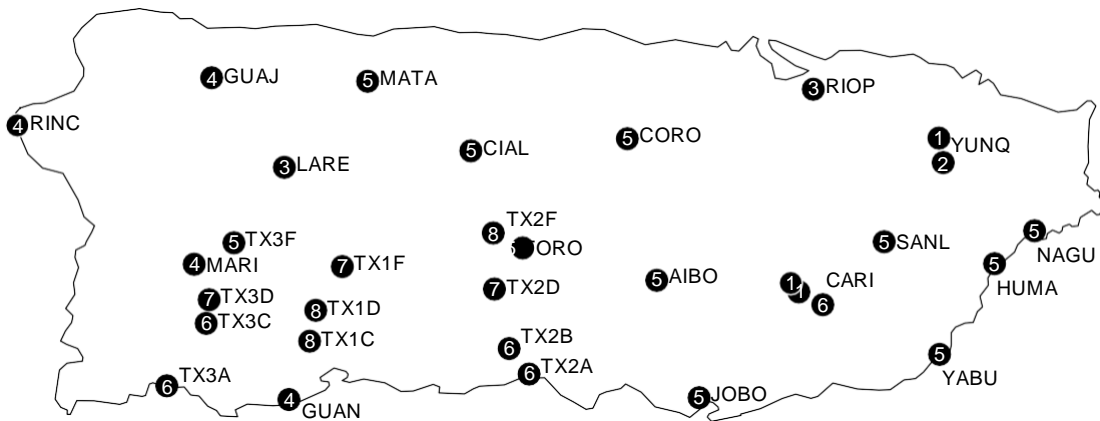 4 GUAJ
5 MATA
3 RIOP
4 RINC
5 CORO
1 YUNQ
2
5 CIAL
3 LARE
8 TX2F
5 NAGU
5 TX3F
5 SANL
5 TORO
4 MARI
7 TX1F
5 HUMA
5 AIBO
1
1
6 CARI
7 TX2D
7 TX3D
8 TX1D
6 TX3C
8 TX1C
6 TX2B
5 YABU
6 TX2A
6 TX3A
5 JOBO
4 GUAN